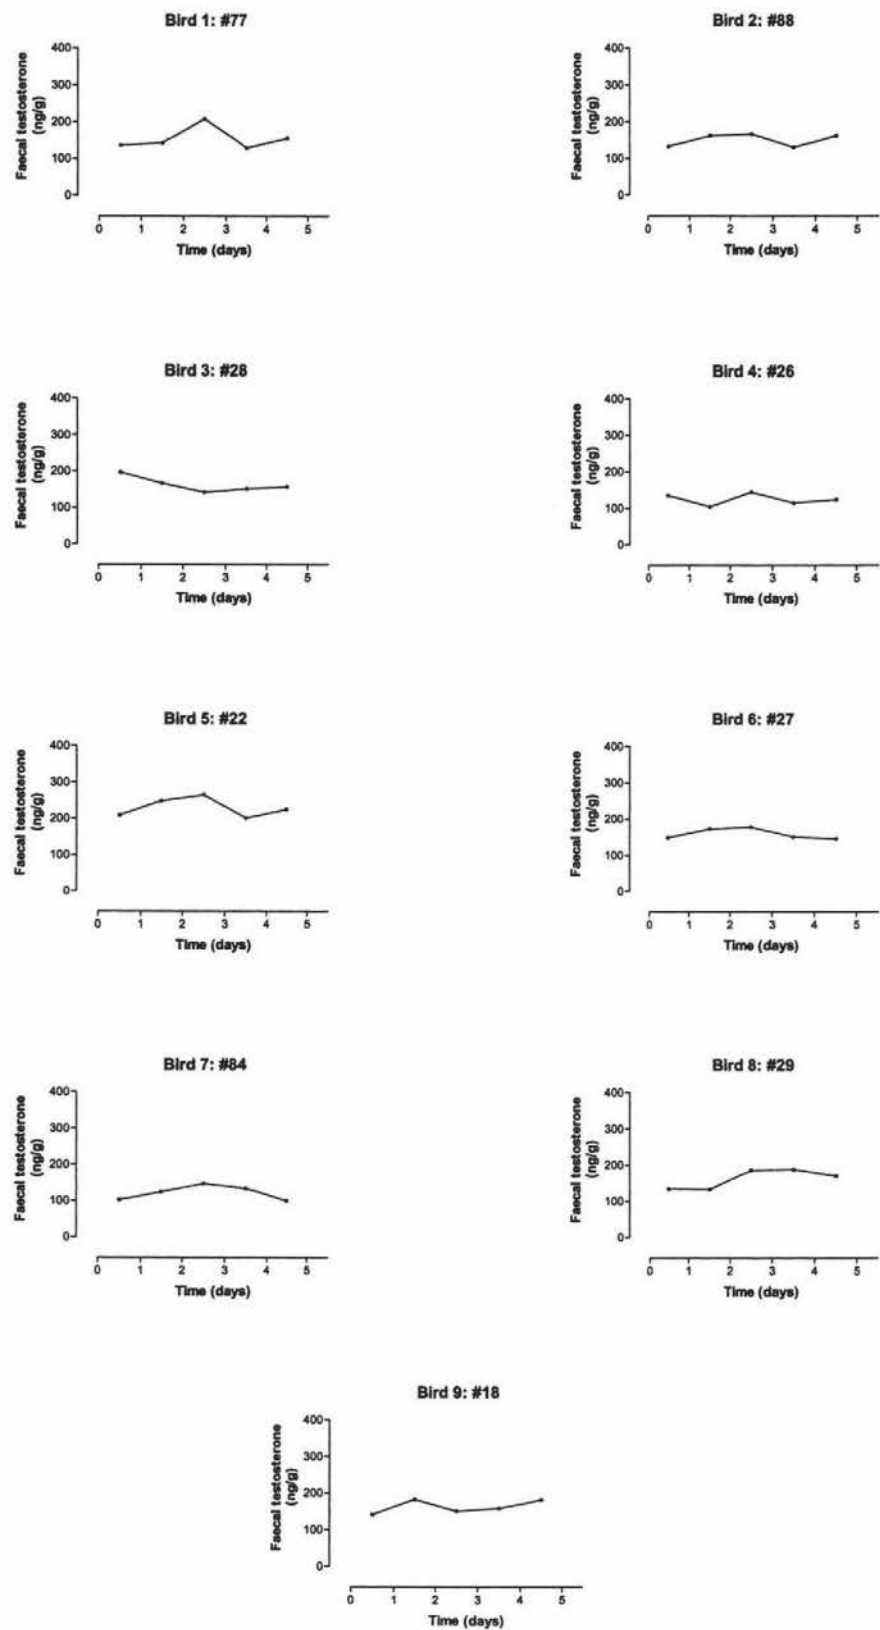 Bird 1: #77
Faecal testosterone
(ng/g)
400
300
200
100
0
0 1 2 3 4 5
Time (days)
Bird 2: #88
Faecal testosterone
(ng/g)
400
300
200
100
0
0 1 2 3 4 5
Time (days)
Bird 3: #28
Faecal testosterone
(ng/g)
400
300
200
100
0
0 1 2 3 4 5
Time (days)
Bird 4: #26
Faecal testosterone
(ng/g)
400
300
200
100
0
0 1 2 3 4 5
Time (days)
Bird 5: #22
Faecal testosterone
(ng/g)
400
300
200
100
0
0 1 2 3 4 5
Time (days)
Bird 6: #27
Faecal testosterone
(ng/g)
400
300
200
100
0
0 1 2 3 4 5
Time (days)
Bird 7: #84
Faecal testosterone
(ng/g)
400
300
200
100
0
0 1 2 3 4 5
Time (days)
Bird 8: #29
Faecal testosterone
(ng/g)
400
300
200
100
0
0 1 2 3 4 5
Time (days)
Bird 9: #18
Faecal testosterone
(ng/g)
400
300
200
100
0
0 1 2 3 4 5
Time (days)